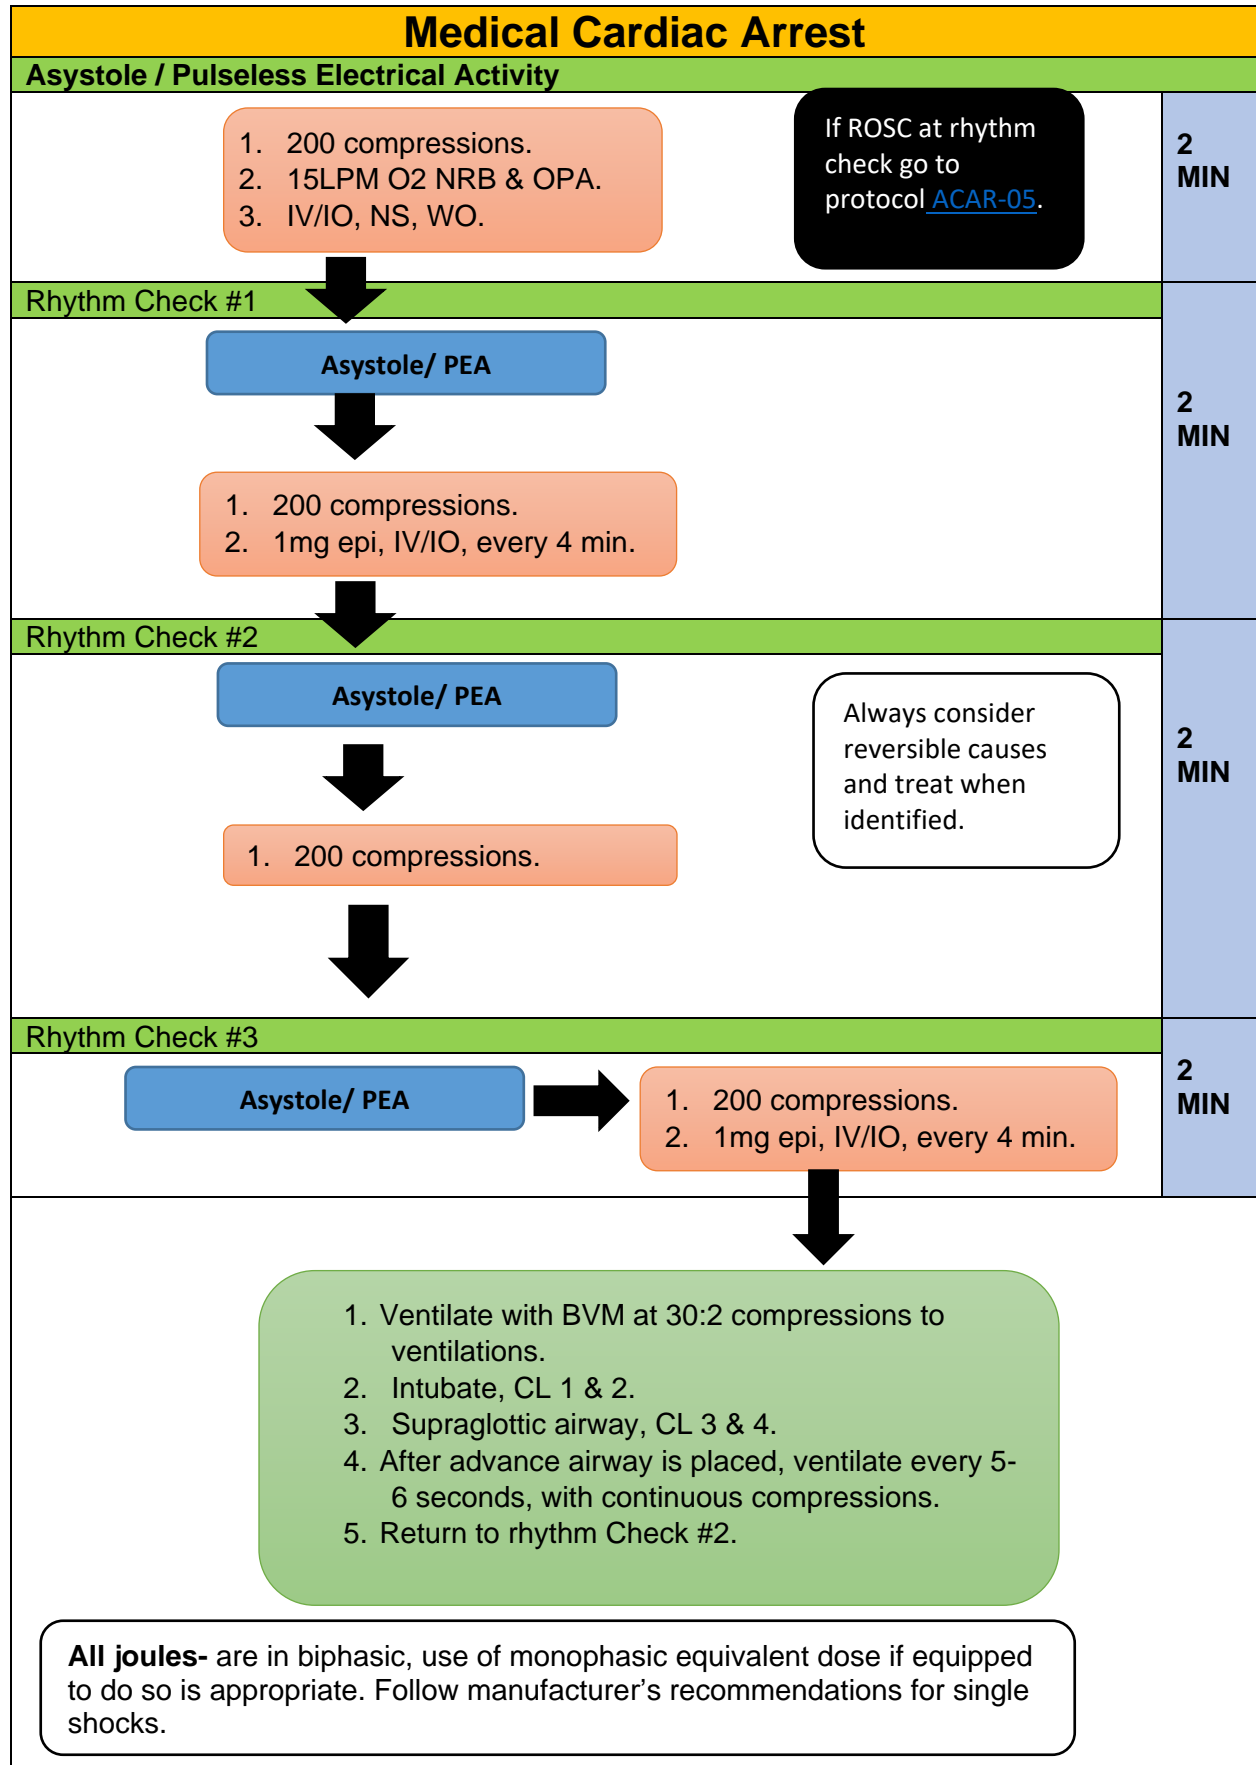 Medical Cardiac Arrest
Asystole / Pulseless Electrical Activity
1. 200 compressions.
2. 15LPM O2 NRB & OPA.
3. IV/IO, NS, WO.
If ROSC at rhythm
check go to
protocol ACAR-05.
2
MIN
Rhythm Check #1
Asystole/ PEA
1. 200 compressions.
2. 1mg epi, IV/IO, every 4 min.
2
MIN
Rhythm Check #2
Asystole/ PEA
1. 200 compressions.
Always consider
reversible causes
and treat when
identified.
2
MIN
Rhythm Check #3
Asystole/ PEA
1. 200 compressions.
2. 1mg epi, IV/IO, every 4 min.
2
MIN
1. Ventilate with BVM at 30:2 compressions to
ventilations.
2. Intubate, CL 1 & 2.
3. Supraglottic airway, CL 3 & 4.
4. After advance airway is placed, ventilate every 5-
6 seconds, with continuous compressions.
5. Return to rhythm Check #2.
All joules- are in biphasic, use of monophasic equivalent dose if equipped
to do so is appropriate. Follow manufacturer’s recommendations for single
shocks.